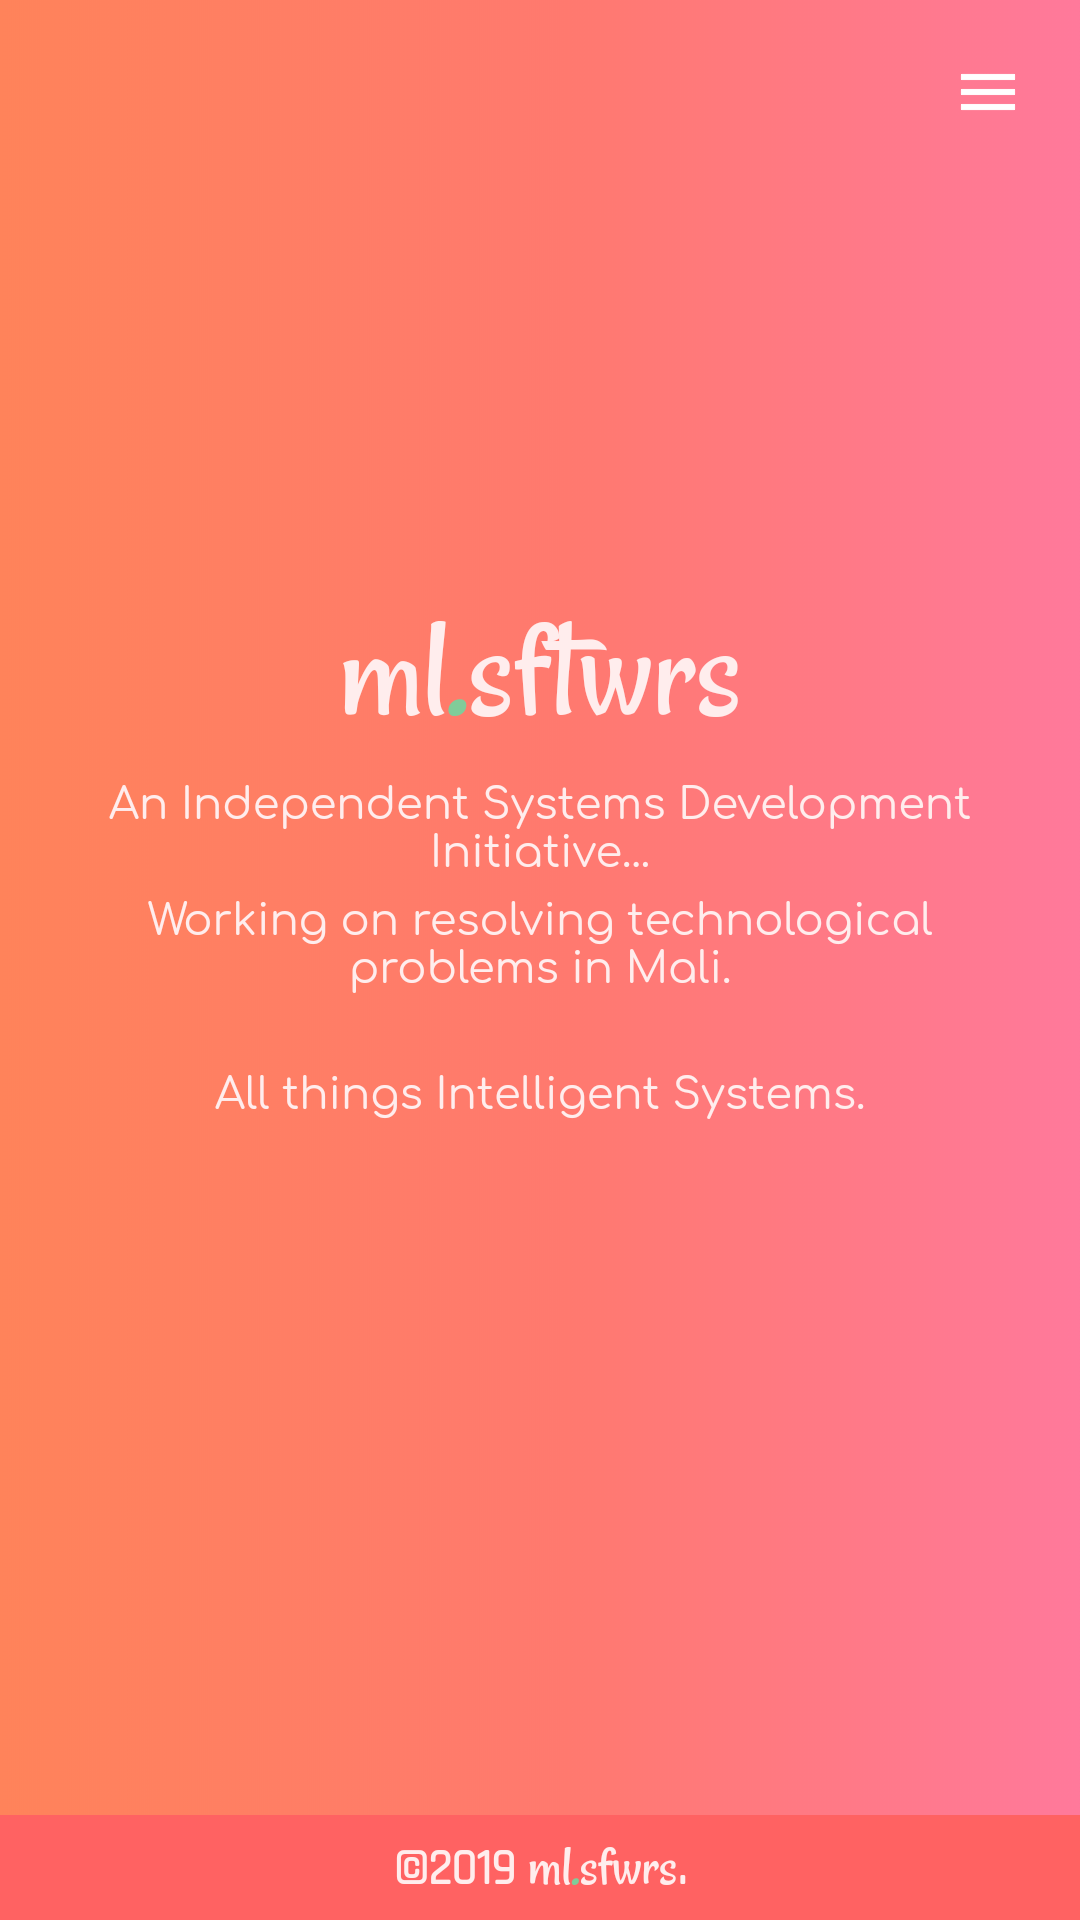 ml.sftwrs
An Independent Systems Development
Initiative...
Working on resolving technological
problems in Mali.
All things Intelligent Systems.
©2019 ml.sfwrs.